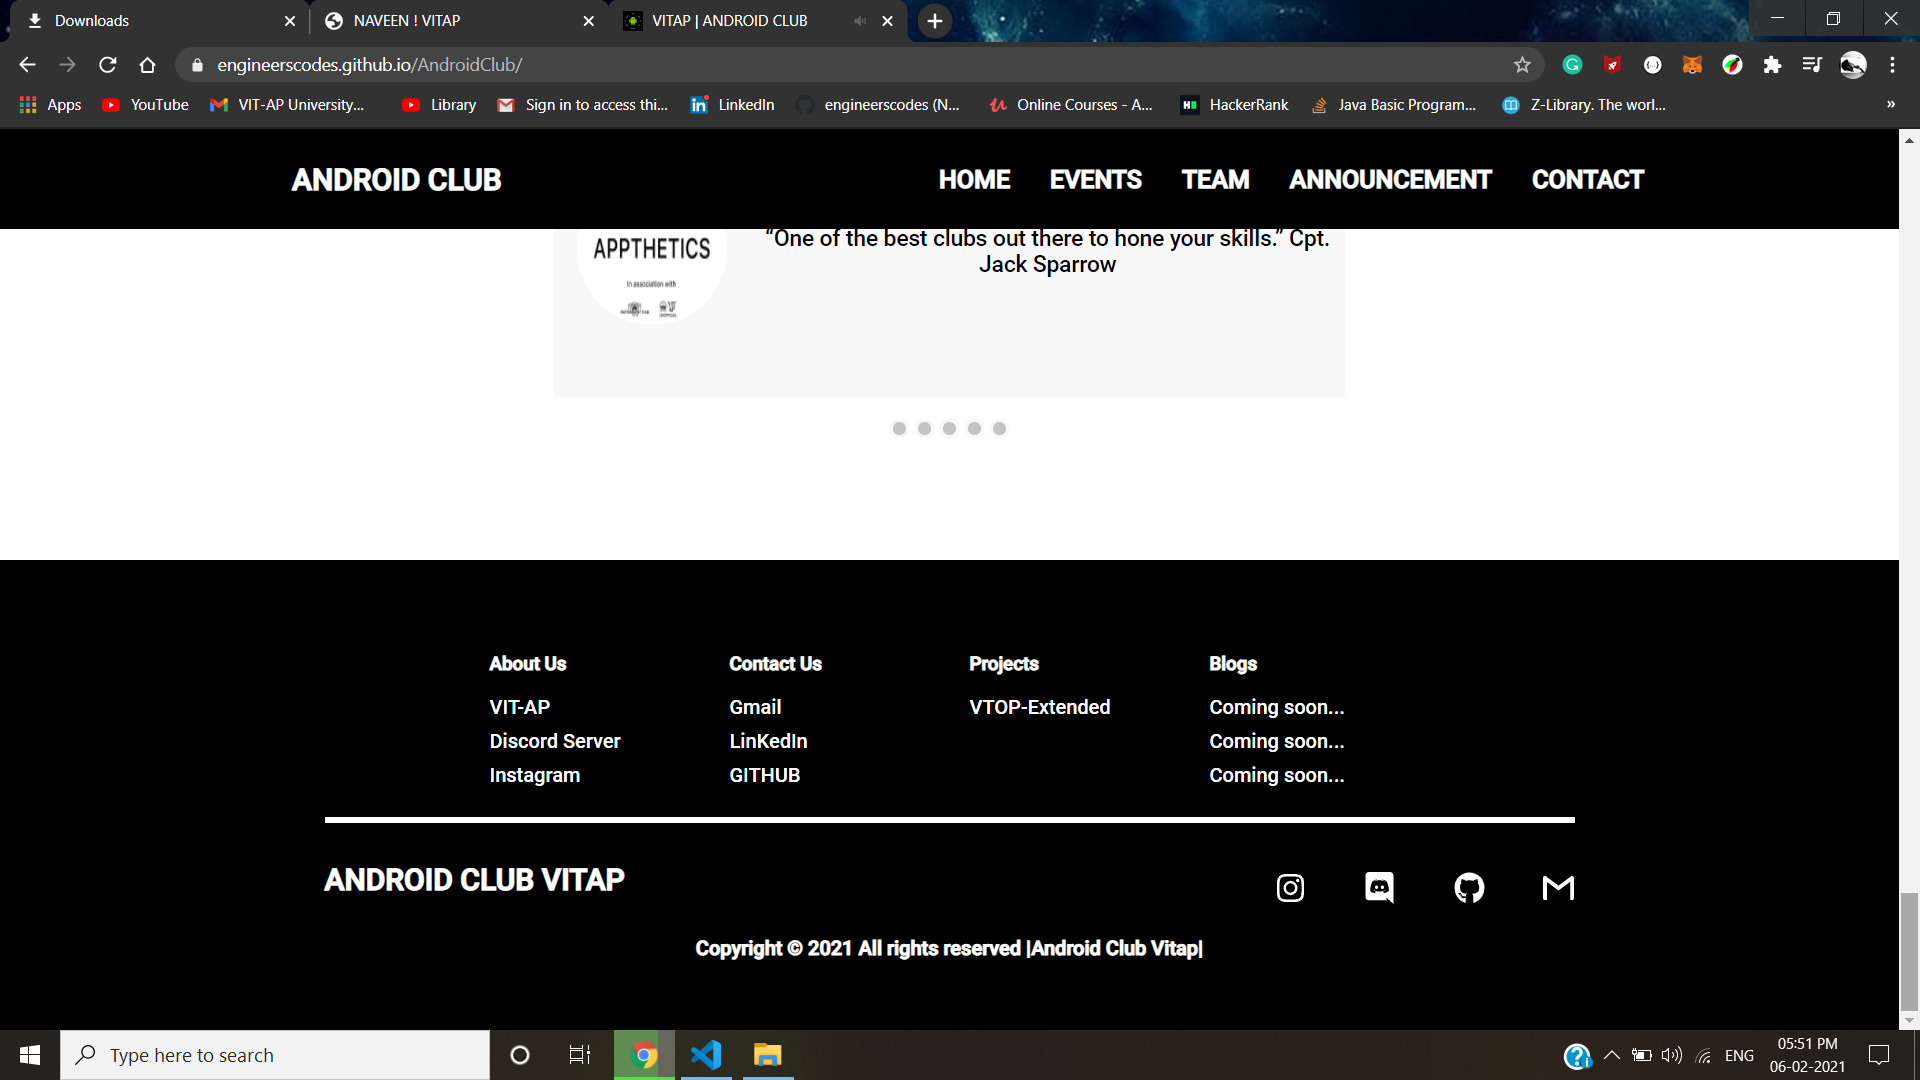 Downloads
NAVEEN ! VITAP
VITAP | ANDROID CLUB
engineerscodes.github.io/AndroidClub/
Apps
YouTube
VIT-AP University...
Library
Sign in to access thi...
LinkedIn
engineerscodes (N...
Online Courses - A...
HackerRank
Java Basic Program...
Z-Library. The worl...
»
ANDROID CLUB
HOME
EVENTS
TEAM
ANNOUNCEMENT
CONTACT
“One of the best clubs out there to hone your skills.” Cpt.
Jack Sparrow
APPTHETICS
In association with
About Us
VIT-AP
Discord Server
Instagram
Contact Us
Gmail
LinKedIn
GITHUB
Projects
VTOP-Extended
Blogs
Coming soon...
Coming soon...
Coming soon...
ANDROID CLUB VITAP
Copyright © 2021 All rights reserved |Android Club Vitap|
Type here to search
ENG
05:51 PM
06-02-2021